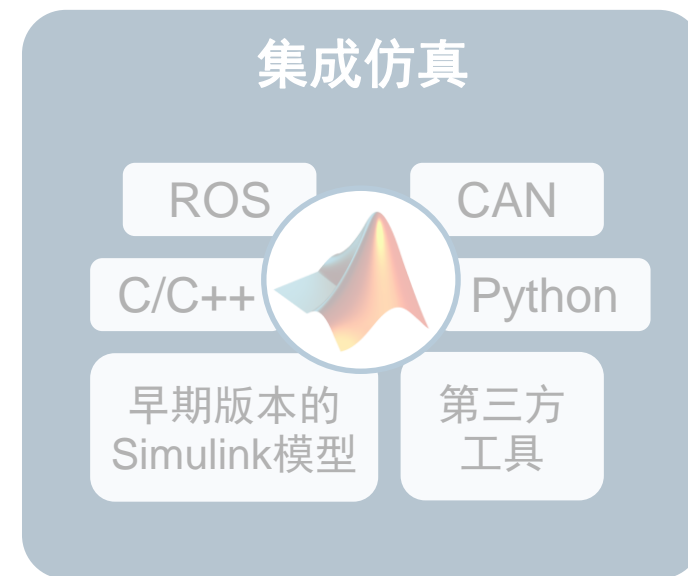 集成仿真
ROS
CAN
C/C++
Python
早期版本的
Simulink模型
第三方
工具